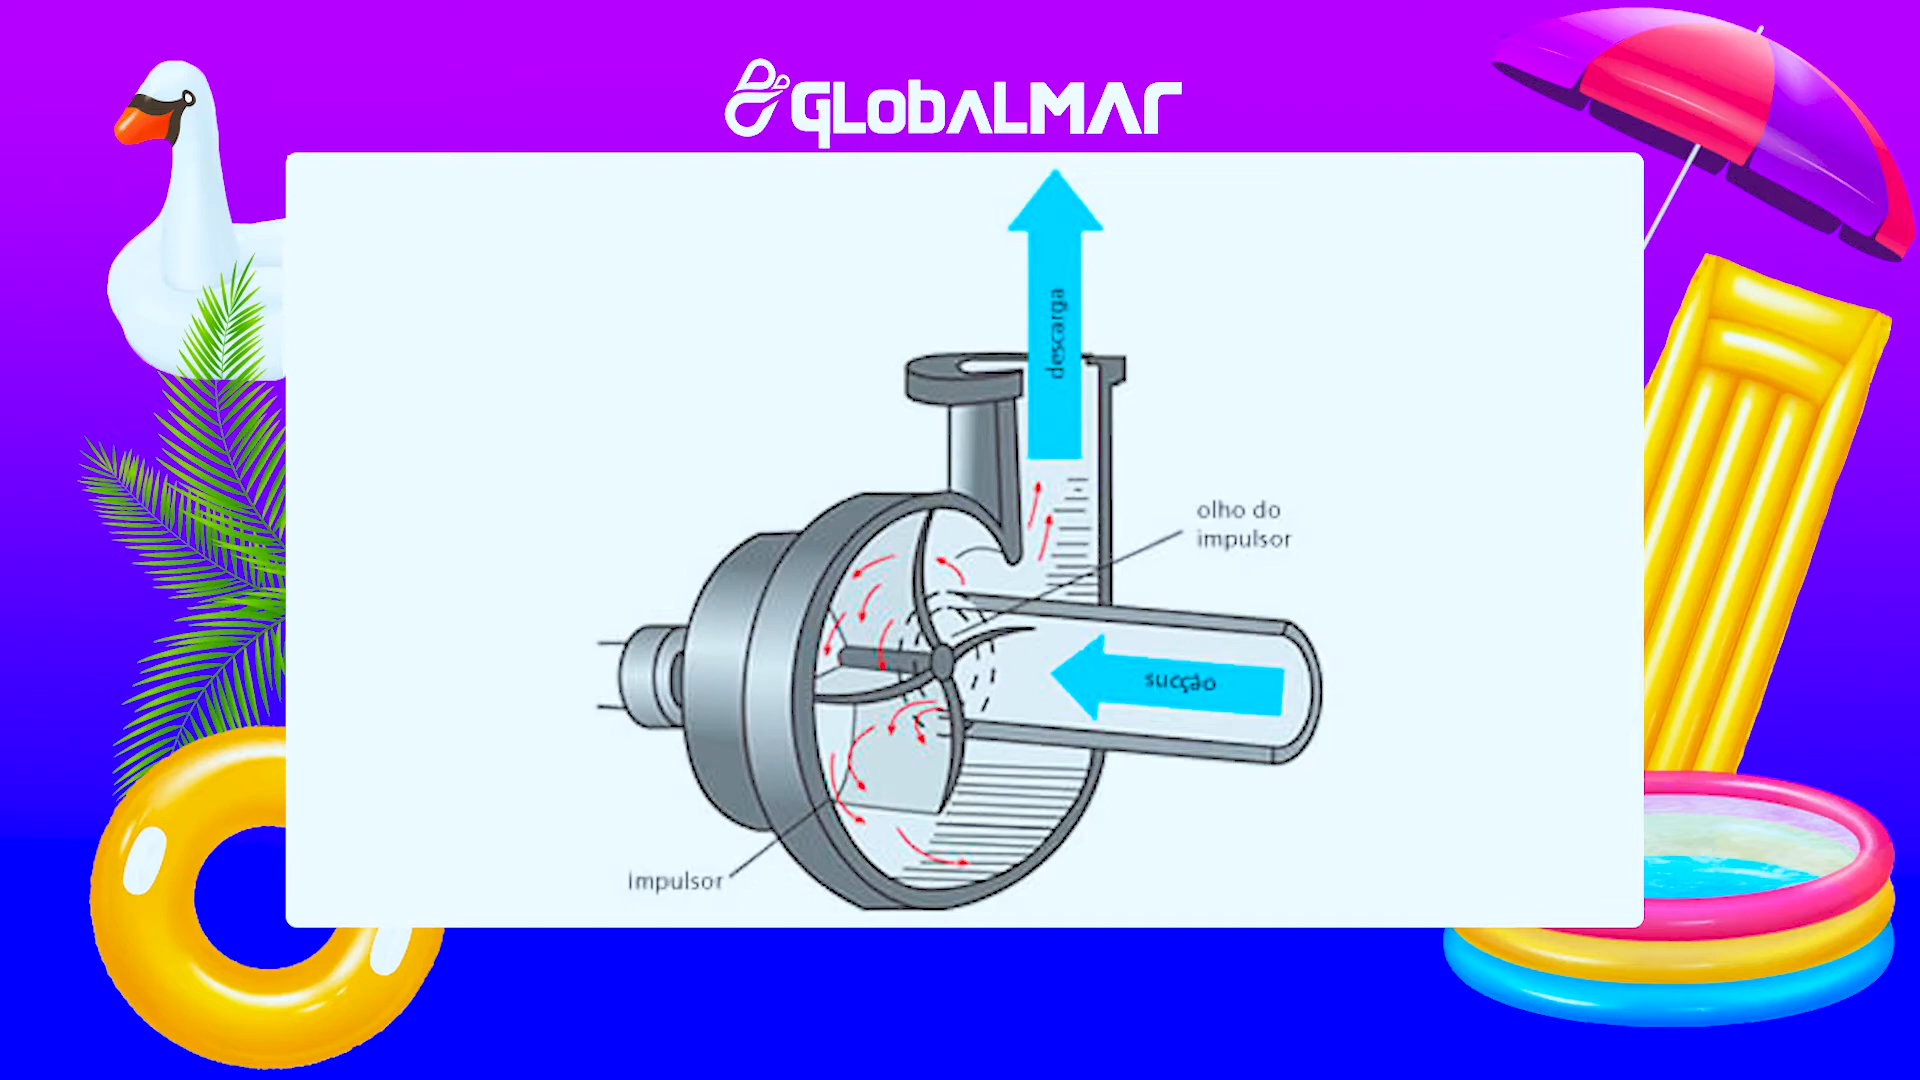 GLOBALMAR
descarga
olho do
impulsor
sucção
impulsor